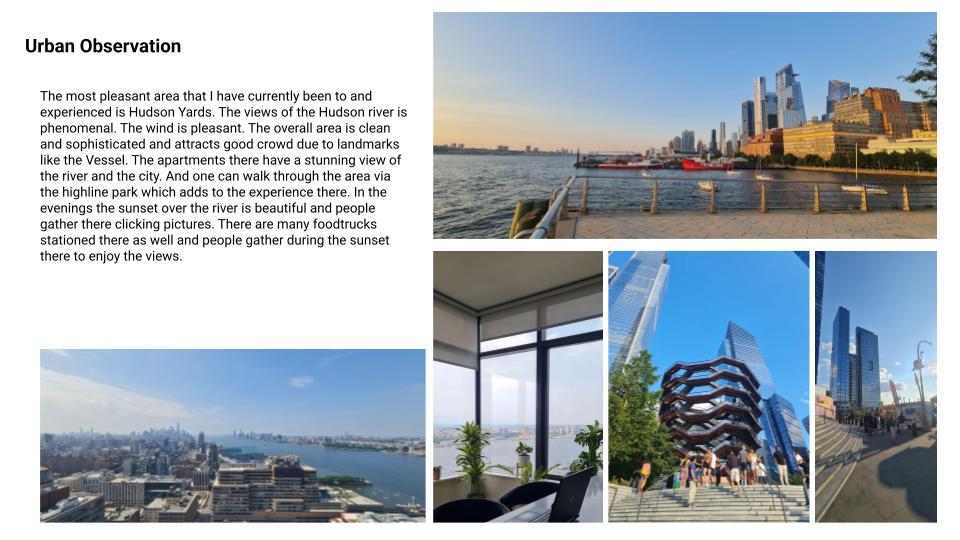 Urban Observation
The most pleasant area that I have currently been to and
experienced is Hudson Yards. The views of the Hudson river is
phenomenal. The wind is pleasant. The overall area is clean
and sophisticated and attracts good crowd due to landmarks
like the Vessel. The apartments there have a stunning view of
the river and the city. And one can walk through the area via
the highline park which adds to the experience there. In the
evenings the sunset over the river is beautiful and people
gather there clicking pictures. There are many foodtrucks
stationed there as well and people gather during the sunset
there to enjoy the views.